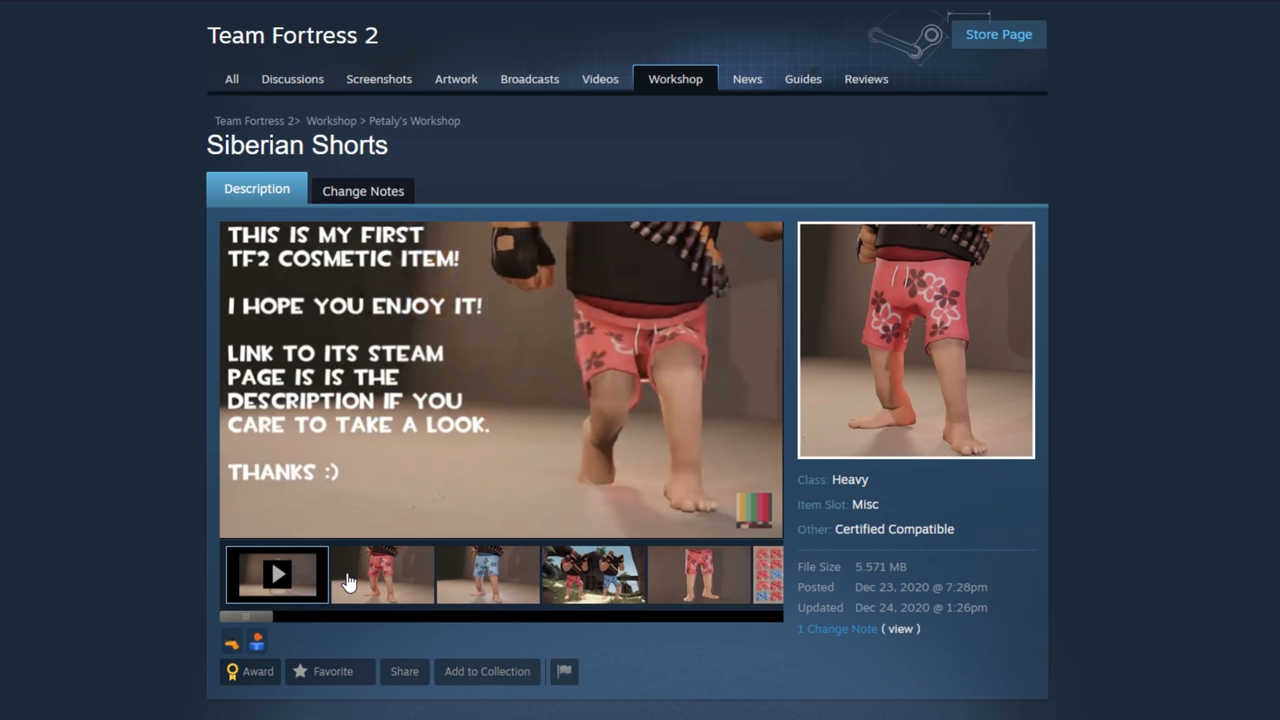 Team Fortress 2
Store Page
All Discussions Screenshots Artwork Broadcasts Videos Workshop News Guides Reviews
Team Fortress 2> Workshop > Petaly's Workshop
Siberian Shorts
Description Change Notes
THIS IS MY FIRST
TF2 COSMETIC ITEM!
I HOPE YOU ENJOY IT!
LINK TO ITS STEAM
PAGE IS IS THE
DESCRIPTION IF YOU
CARE TO TAKE A LOOK.
THANKS :)
Class: Heavy
Item Slot: Misc
Other: Certified Compatible
File Size 5.571 MB
Posted Dec 23, 2020 @ 7:28pm
Updated Dec 24, 2020 @ 1:26pm
1 Change Note ( view )
Award Favorite Share Add to Collection